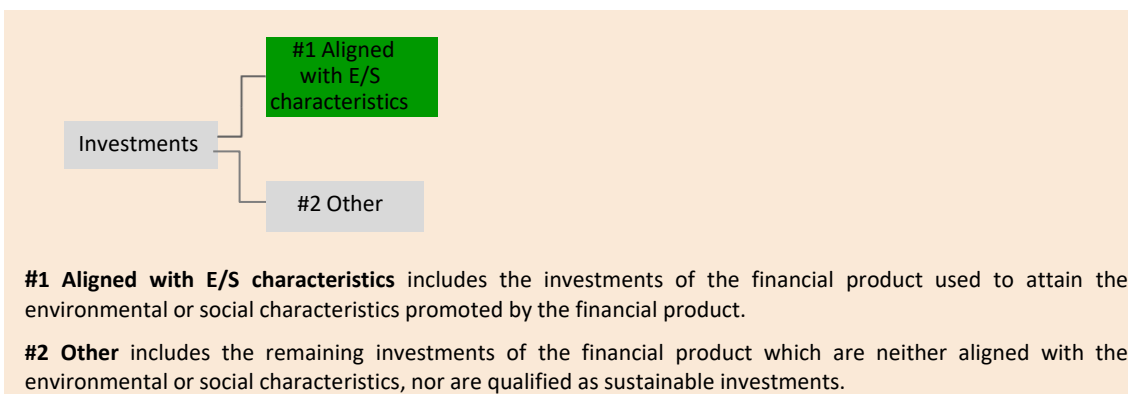 #1 Aligned
with E/S
characteristics
Investments
#2 Other
#1 Aligned with E/S characteristics includes the investments of the financial product used to attain the
environmental or social characteristics promoted by the financial product.
#2 Other includes the remaining investments of the financial product which are neither aligned with the
environmental or social characteristics, nor are qualified as sustainable investments.